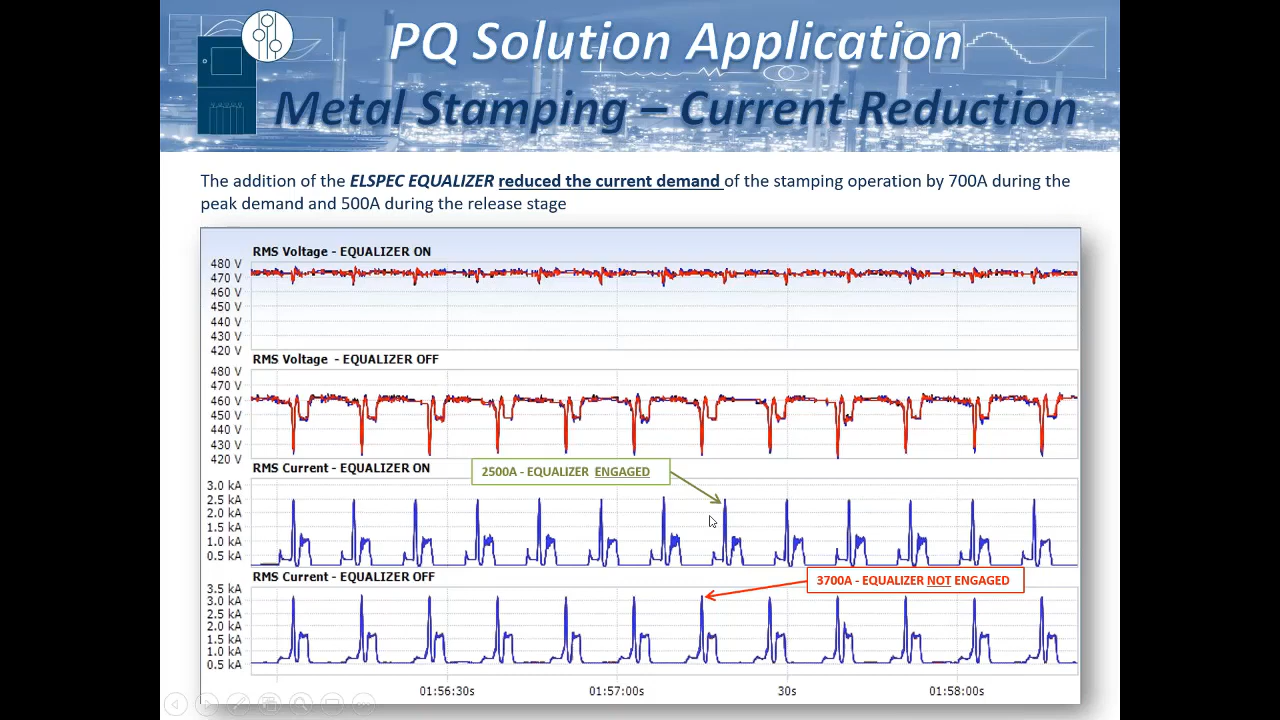 PQ Solution Application
Metal Stamping – Current Reduction
The addition of the ELSPEC EQUALIZER reduced the current demand of the stamping operation by 700A during the
peak demand and 500A during the release stage
RMS Voltage - EQUALIZER ON
480 V
470 V
460 V
450 V
440 V
430 V
420 V
RMS Voltage - EQUALIZER OFF
480 V
470 V
460 V
450 V
440 V
430 V
420 V
RMS Current - EQUALIZER ON
2500A - EQUALIZER ENGAGED
3.0 kA
2.5 kA
2.0 kA
1.5 kA
1.0 kA
0.5 kA
RMS Current - EQUALIZER OFF
3700A - EQUALIZER NOT ENGAGED
3.5 kA
3.0 kA
2.5 kA
2.0 kA
1.5 kA
1.0 kA
0.5 kA
01:56:30s 01:57:00s 30s 01:58:00s